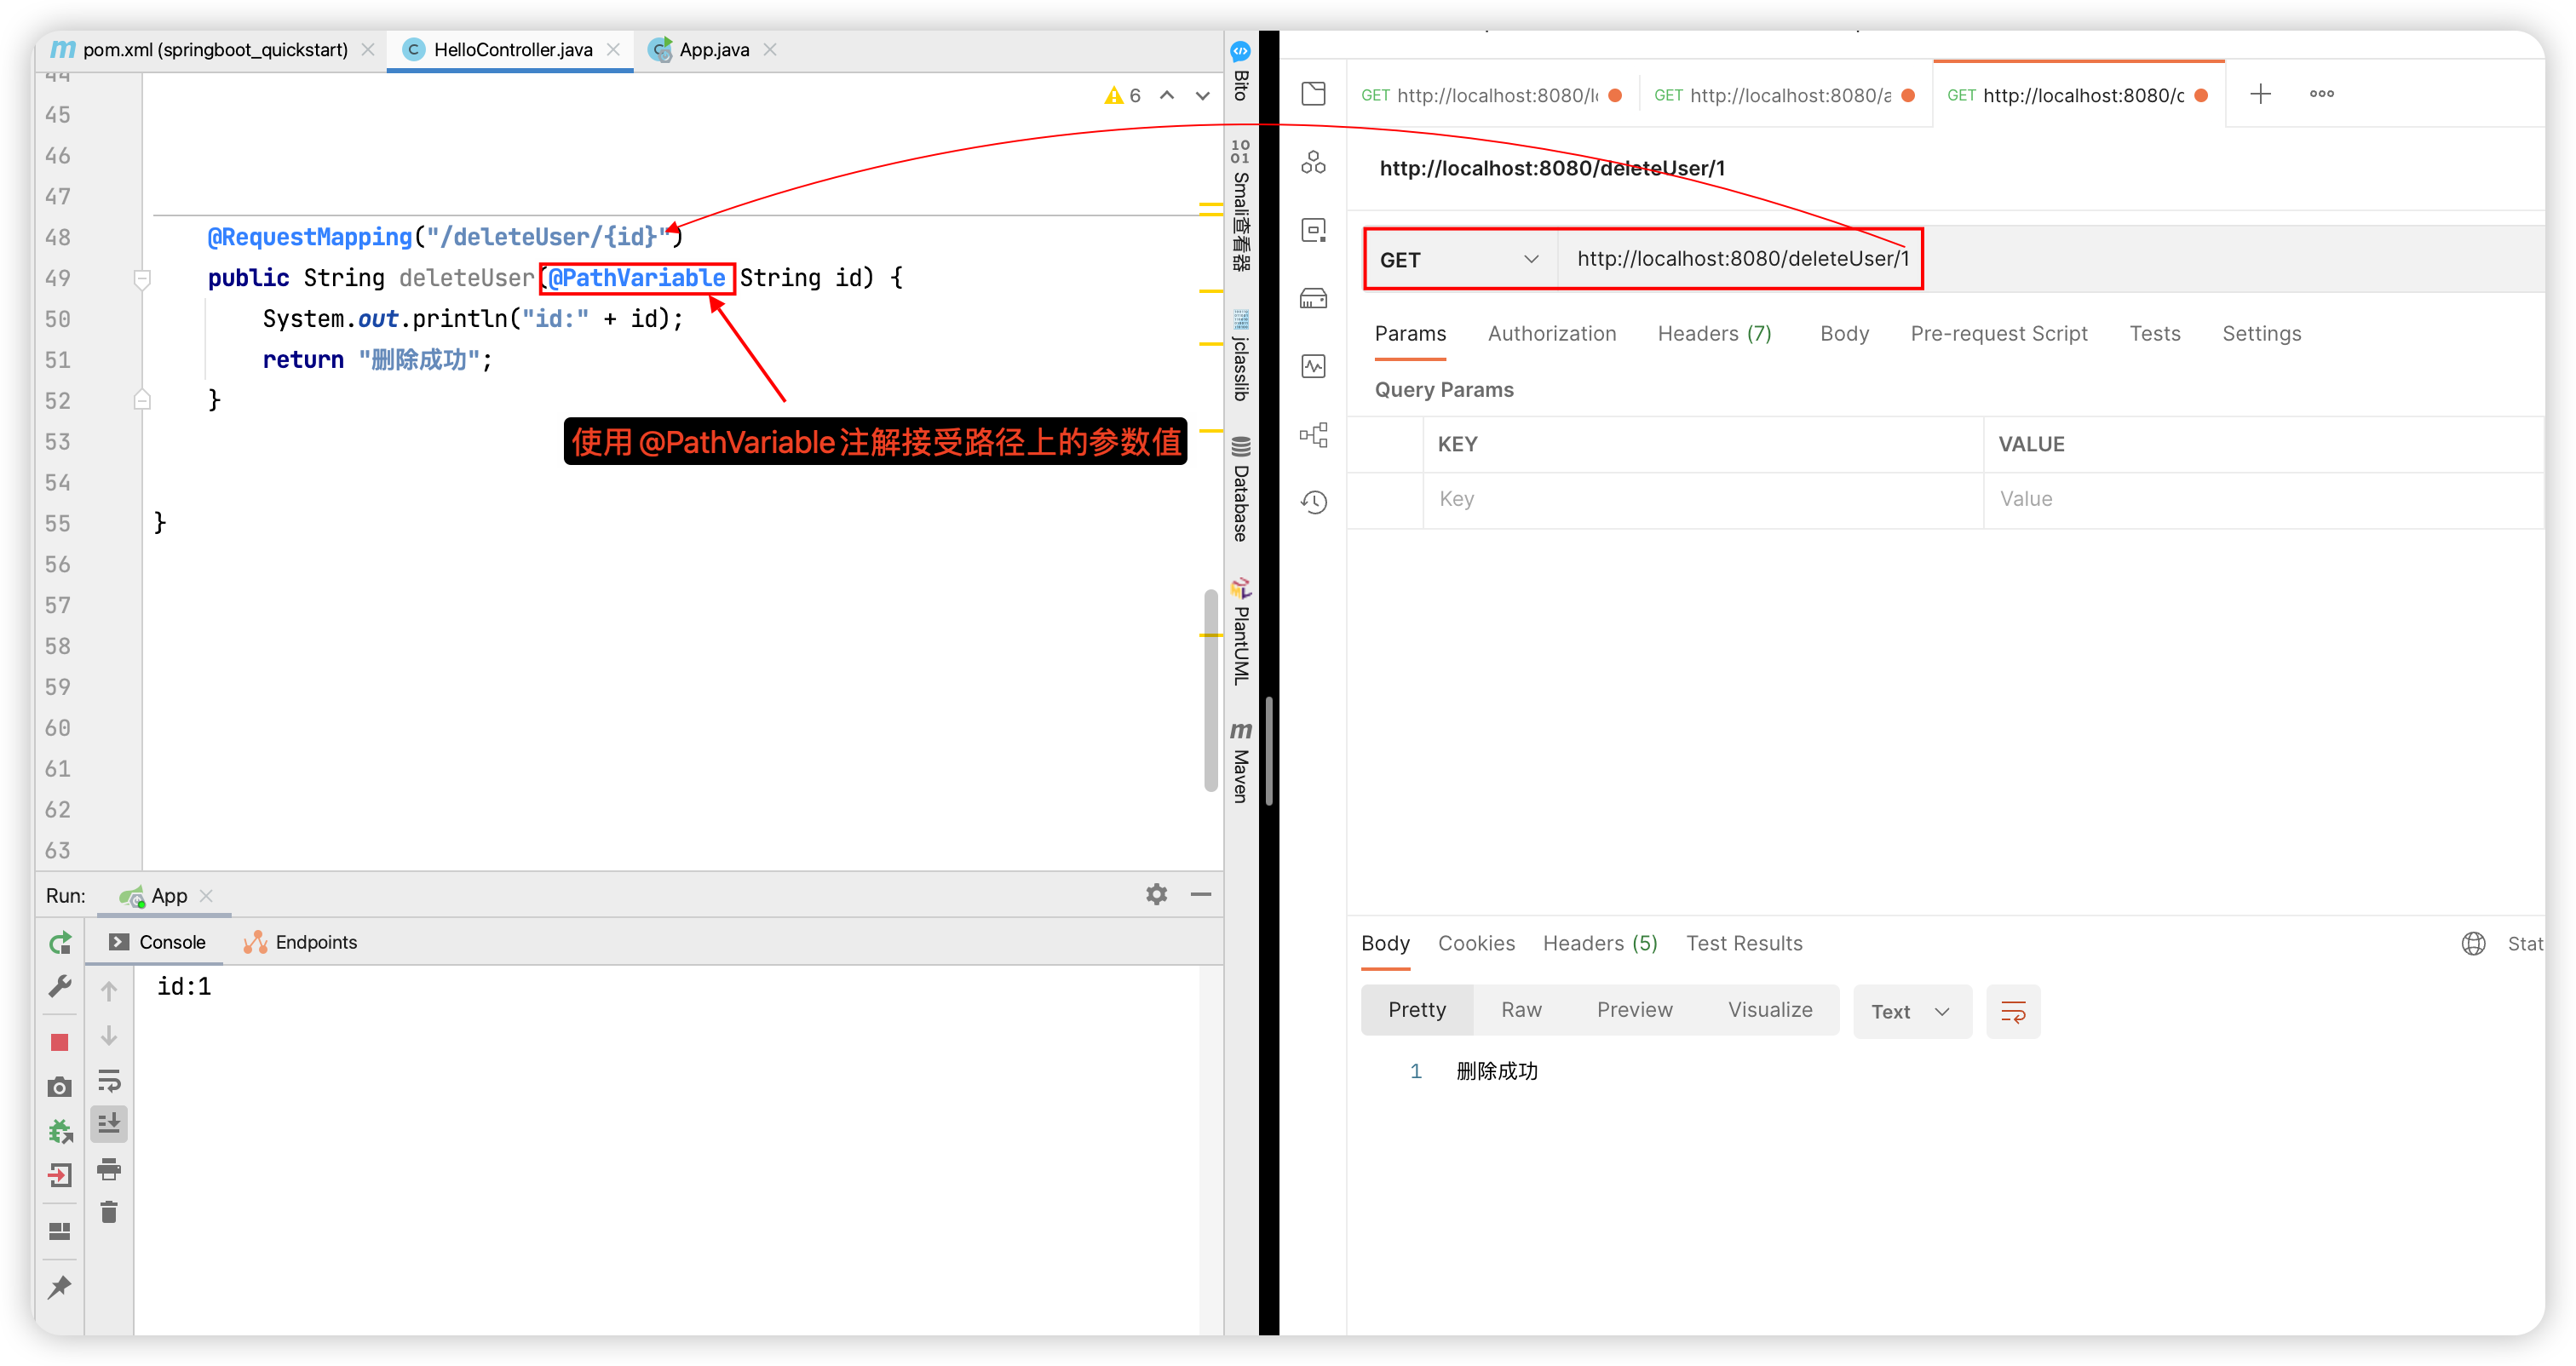 pom.xml (springboot_quickstart)
HelloController.java
App.java
6
44
45
46
47
48 @RequestMapping("/deleteUser/{id}")
49 public String deleteUser(@PathVariable String id) {
50 System.out.println("id:" + id);
51 return "删除成功";
52 }
使用@PathVariable注解接受路径上的参数值
53
54
55 }
56
57
58
59
60
61
62
63
Run: App
Console Endpoints
id:1
Bito
Smali查看器
jclasslib
Database
PlantUML
Maven
GET http://localhost:8080/
GET http://localhost:8080/a
GET http://localhost:8080/
http://localhost:8080/deleteUser/1
GET http://localhost:8080/deleteUser/1
Params Authorization Headers (7) Body Pre-request Script Tests Settings
Query Params
KEY VALUE
Key Value
Body Cookies Headers (5) Test Results Stat
Pretty Raw Preview Visualize Text
1 删除成功